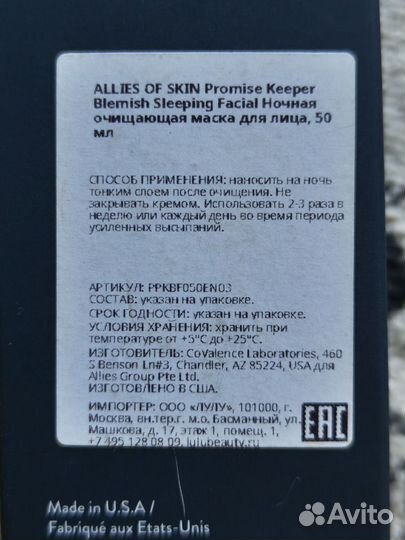 ALLIES OF SKIN Promise Keeper
Blemish Sleeping Facial Ночная
очищающая маска для лица, 50
мл
СПОСОБ ПРИМЕНЕНИЯ: наносить на ночь
тонким слоем после очищения. Не
закрывать кремом. Использовать 2-3 раза в
неделю или каждый день во время периода
усиленных высыпаний.
АРТИКУЛ: PPKBF050EN03
СОСТАВ: указан на упаковке.
СРОК ГОДНОСТИ: указан на упаковке.
УСЛОВИЯ ХРАНЕНИЯ: хранить при
температуре от +5°C до +25°C.
ИЗГОТОВИТЕЛЬ: CoValence Laboratories, 460
S Benson Ln#3, Chandler, AZ 85224, USA для
Allies Group Pte Ltd.
ИЗГОТОВЛЕНО В США.
ИМПОРТЕР: ООО «ЛУЛУ», 101000, г.
Москва, вн.тер.г. м.о. Басманный, ул.
Машкова, д. 17, этаж 1, помещ. 1,
+7 495 128 08 09, lulubeauty.ru
EAC
Made in U.S.A /
Fabriqué aux Etats-Unis
Avito